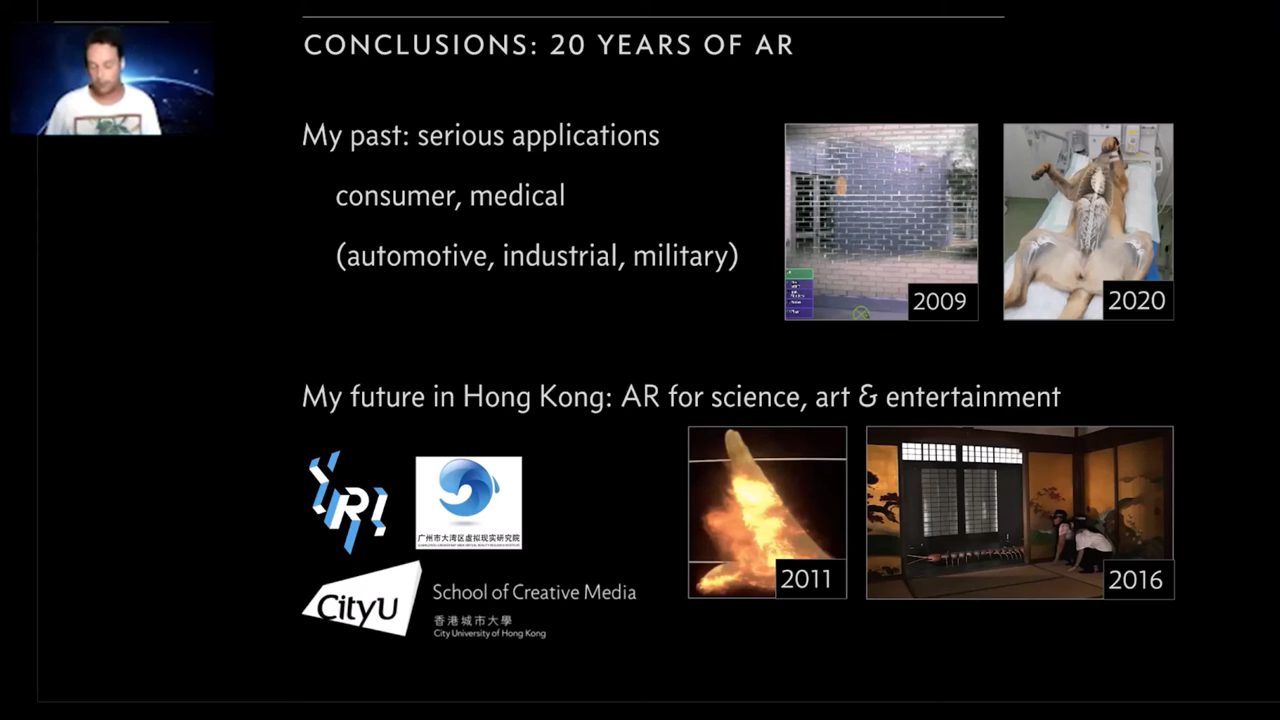 CONCLUSIONS: 20 YEARS OF AR
My past: serious applications
consumer, medical
(automotive, industrial, military)
2009
2020
My future in Hong Kong: AR for science, art & entertainment
广州市大湾区虚拟现实研究院
2011
2016
CityU
School of Creative Media
香港城市大學
City University of Hong Kong